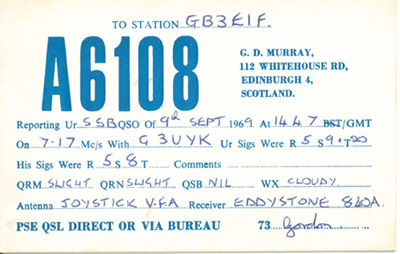 TO STATION GB3EIF.
A6108
G. D. MURRAY,
112 WHITEHOUSE RD,
EDINBURGH 4,
SCOTLAND.
Reporting Ur SSB QSO Of 9th SEPT 1969 At 1447 BST/GMT
On 7·17 Mc/s With G3UYK Ur Sigs Were R 5 S 9+20
His Sigs Were R 5 S 8 T Comments
QRM SLIGHT QRN SLIGHT QSB NIL WX CLOUDY.
Antenna JOYSTICK V.F.A Receiver EDDYSTONE 840A.
PSE QSL DIRECT OR VIA BUREAU 73 Gordon